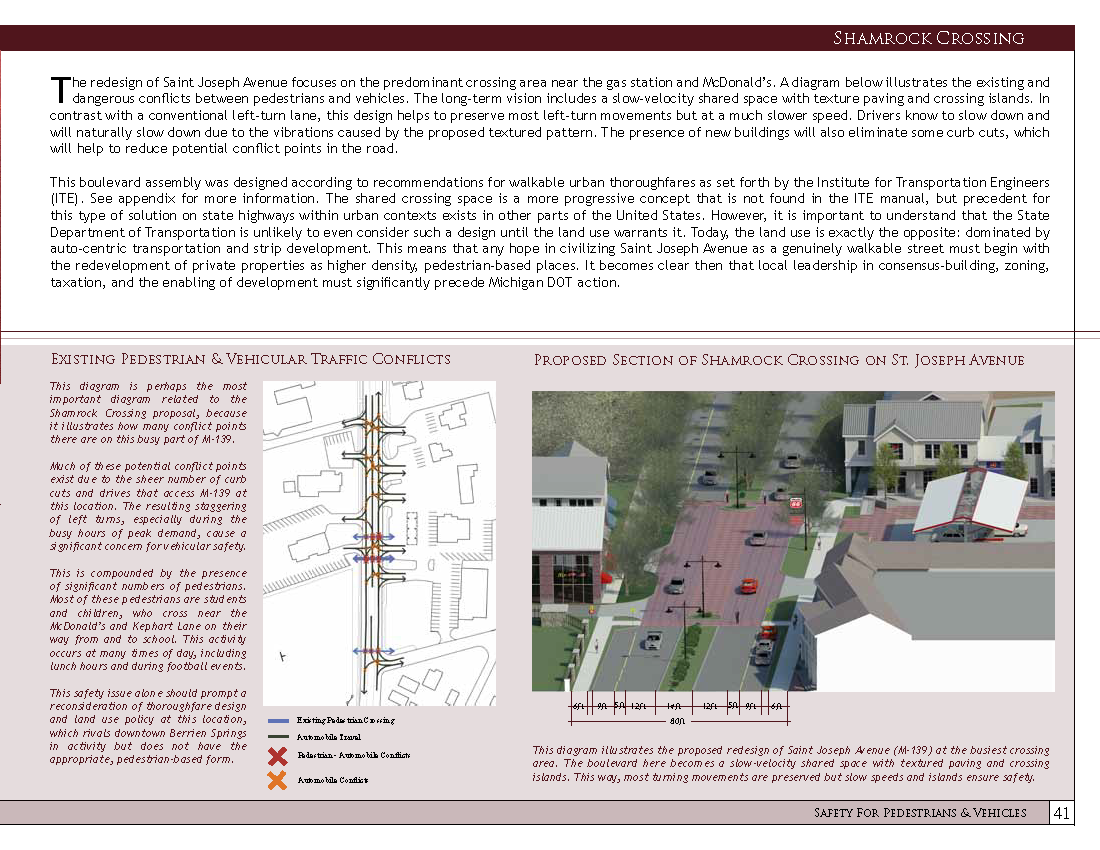 Shamrock Crossing
The redesign of Saint Joseph Avenue focuses on the predominant crossing area near the gas station and McDonald's. A diagram below illustrates the existing and
dangerous conflicts between pedestrians and vehicles. The long-term vision includes a slow-velocity shared space with texture paving and crossing islands. In
contrast with a conventional left-turn lane, this design helps to preserve most left-turn movements but at a much slower speed. Drivers know to slow down and
will naturally slow down due to the vibrations caused by the proposed textured pattern. The presence of new buildings will also eliminate some curb cuts, which
will help to reduce potential conflict points in the road.
This boulevard assembly was designed according to recommendations for walkable urban thoroughfares as set forth by the Institute for Transportation Engineers
(ITE). See appendix for more information. The shared crossing space is a more progressive concept that is not found in the ITE manual, but precedent for
this type of solution on state highways within urban contexts exists in other parts of the United States. However, it is important to understand that the State
Department of Transportation is unlikely to even consider such a design until the land use warrants it. Today, the land use is exactly the opposite: dominated by
auto-centric transportation and strip development. This means that any hope in civilizing Saint Joseph Avenue as a genuinely walkable street must begin with
the redevelopment of private properties as higher density, pedestrian-based places. It becomes clear then that local leadership in consensus-building, zoning,
taxation, and the enabling of development must significantly precede Michigan DOT action.
Existing Pedestrian & Vehicular Traffic Conflicts
This diagram is perhaps the most
important diagram related to the
Shamrock Crossing proposal, because
it illustrates how many conflict points
there are on this busy part of M-139.
Much of these potential conflict points
exist due to the sheer number of curb
cuts and drives that access M-139 at
this location. The resulting staggering
of left turns, especially during the
busy hours of peak demand, cause a
significant concern for vehicular safety.
This is compounded by the presence
of significant numbers of pedestrians.
Most of these pedestrians are students
and children, who cross near the
McDonald's and Kephart Lane on their
way from and to school. This activity
occurs at many times of day, including
lunch hours and during football events.
This safety issue alone should prompt a
reconsideration of thoroughfare design
and land use policy at this location,
which rivals downtown Berrien Springs
in activity but does not have the
appropriate, pedestrian-based form.
Existing Pedestrian Crossing
Automobile Travel
Pedestrian - Automobile Conflicts
Automobile Conflicts
Proposed Section of Shamrock Crossing on St. Joseph Avenue
6ft 9ft 5ft 12ft 14ft 12ft 5ft 9ft 6ft
80ft
This diagram illustrates the proposed redesign of Saint Joseph Avenue (M-139) at the busiest crossing
area. The boulevard here becomes a slow-velocity shared space with textured paving and crossing
islands. This way, most turning movements are preserved but slow speeds and islands ensure safety.
Safety For Pedestrians & Vehicles
41